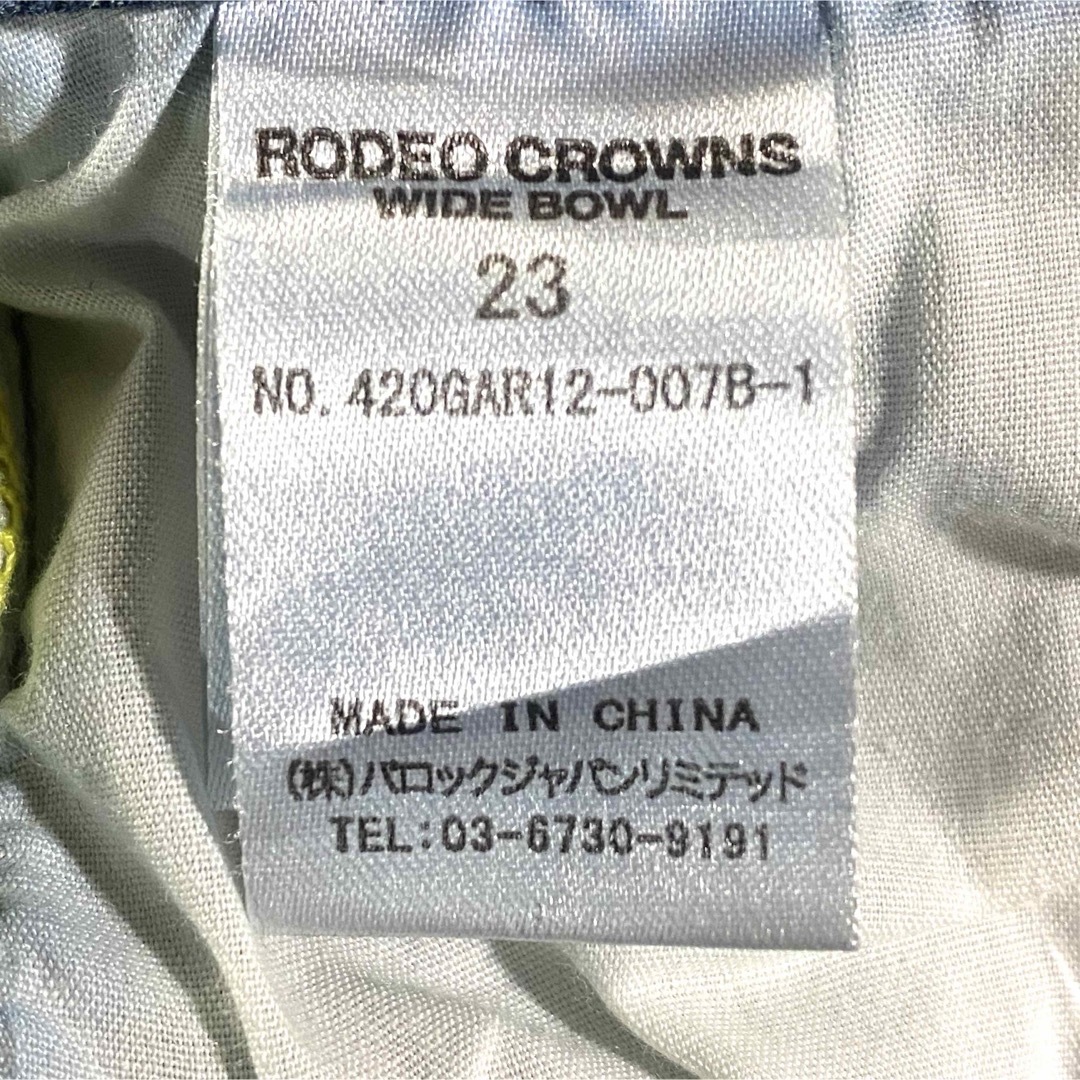 RODEO CROWNS
WIDE BOWL
23
NO. 420GAR12-007B-1
MADE IN CHINA
(株)バロックジャパンリミテッド
TEL:03-6730-9191